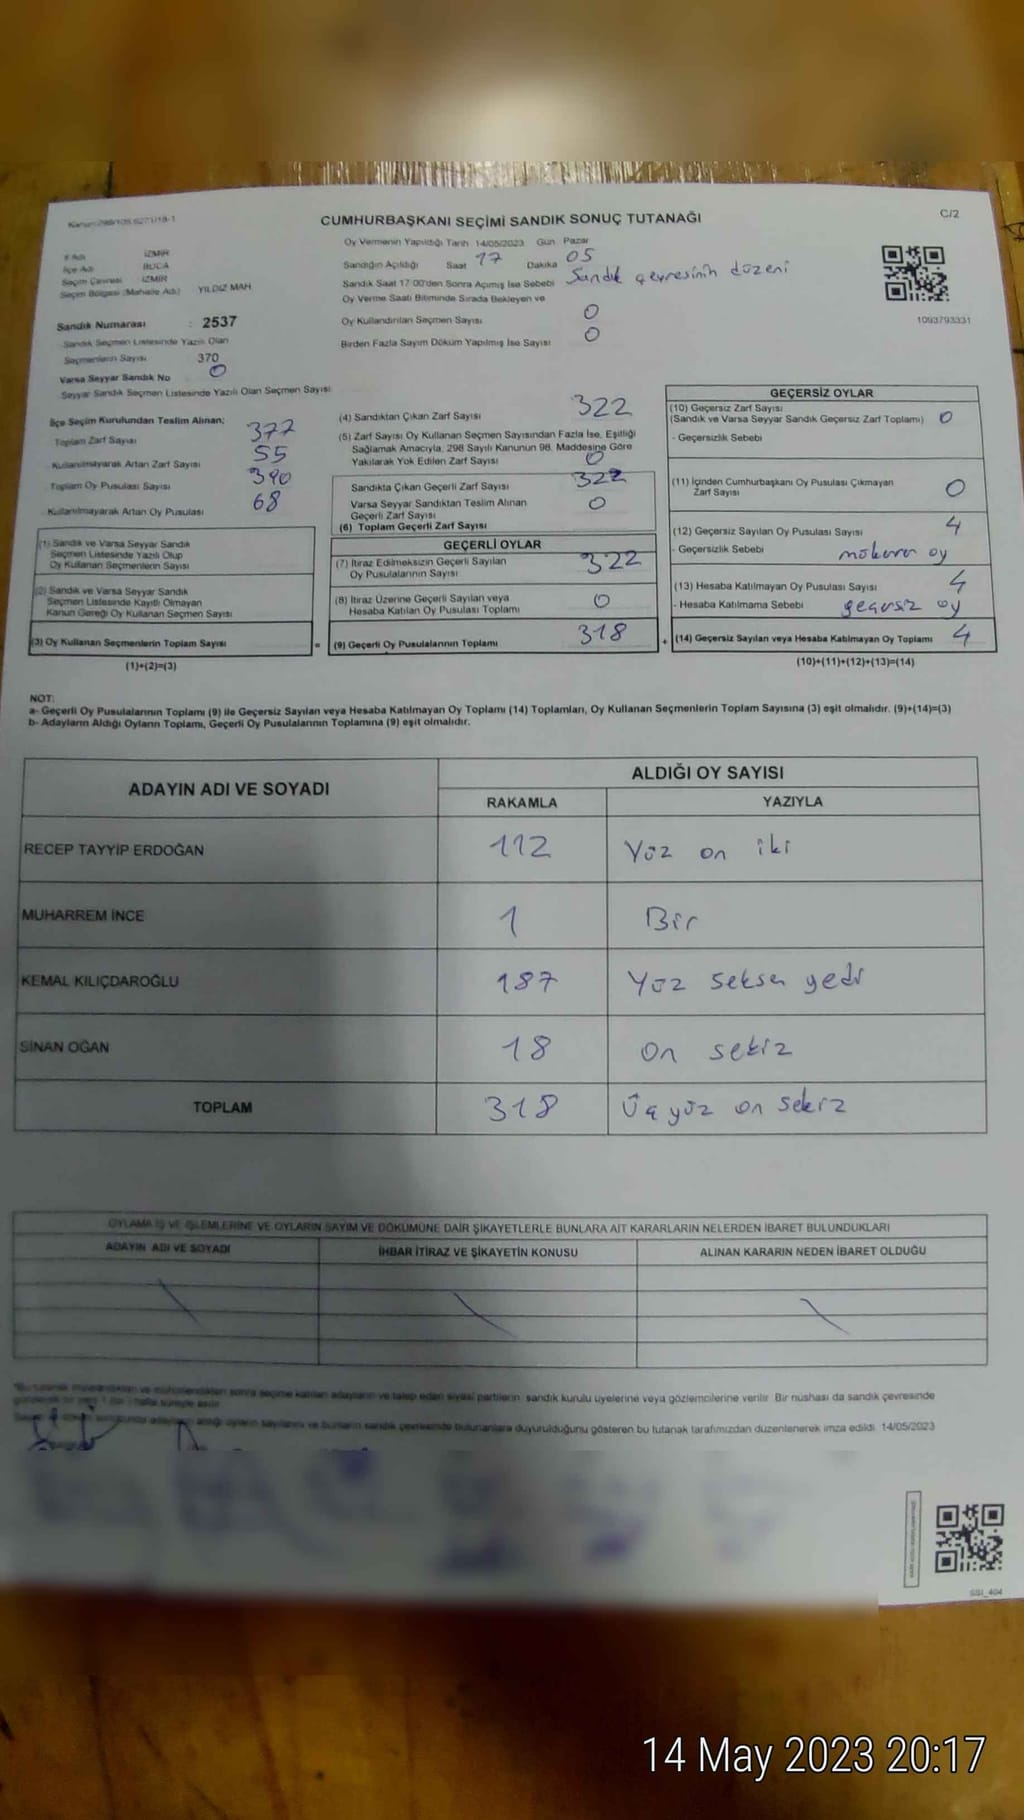 CUMHURBAŞKANI SEÇİMİ SANDIK SONUÇ TUTANAĞI
C/2
Oy Vermenin Yapıldığı Tarih 14/05/2023 Gün Pazar
Sandığın Açıldığı Saat 17 Dakika 05
Sandık Saat 17:00'den Sonra Açımış İse Sebebi Sandık çevresinin düzeni
Oy Verme Saati Bitiminde Sırada Bekleyen ve
Oy Kullandırılan Seçmen Sayısı 0
Birden Fazla Sayım Döküm Yapılmış İse Sayısı 0
1093793331
İl Adı İZMİR
İlçe Adı BUCA
Seçim Çevresi İZMİR
Seçim Bölgesi (Mahalle Adı) YILDIZ MAH
Sandık Numarası : 2537
Sandık Seçmen Listesinde Yazılı Olan
Seçmenlerin Sayısı 370
Varsa Seyyar Sandık No 0
Seyyar Sandık Seçmen Listesinde Yazılı Olan Seçmen Sayısı
İlçe Seçim Kurulundan Teslim Alınan;
Toplam Zarf Sayısı 377
Kullanılmayarak Artan Zarf Sayısı 55
Toplam Oy Pusulası Sayısı 390
Kullanılmayarak Artan Oy Pusulası 68
(1) Sandık ve Varsa Seyyar Sandık
Seçmen Listesinde Yazılı Olup
Oy Kullanan Seçmenlerin Sayısı
(2) Sandık ve Varsa Seyyar Sandık
Seçmen Listesinde Kayıtlı Olmayan
Kanun Gereği Oy Kullanan Seçmen Sayısı
(3) Oy Kullanan Seçmenlerin Toplam Sayısı =
(1)+(2)=(3)
(4) Sandıktan Çıkan Zarf Sayısı 322
(5) Zarf Sayısı Oy Kullanan Seçmen Sayısından Fazla İse, Eşitliği
Sağlamak Amacıyla, 298 Sayılı Kanunun 98. Maddesine Göre
Yakılarak Yok Edilen Zarf Sayısı 0
Sandıkta Çıkan Geçerli Zarf Sayısı 322
Varsa Seyyar Sandıktan Teslim Alınan
Geçerli Zarf Sayısı 0
(6) Toplam Geçerli Zarf Sayısı
GEÇERLİ OYLAR
(7) İtiraz Edilmeksizin Geçerli Sayılan
Oy Pusulalarının Sayısı 322
(8) İtiraz Üzerine Geçerli Sayılan veya
Hesaba Katılan Oy Pusulası Toplamı 0
(9) Geçerli Oy Pusulalarının Toplamı 318 +
GEÇERSİZ OYLAR
(10) Geçersiz Zarf Sayısı
(Sandık ve Varsa Seyyar Sandık Geçersiz Zarf Toplamı) 0
- Geçersizlik Sebebi
(11) İçinden Cumhurbaşkanı Oy Pusulası Çıkmayan
Zarf Sayısı 0
(12) Geçersiz Sayılan Oy Pusulası Sayısı 4
- Geçersizlik Sebebi
oy
(13) Hesaba Katılmayan Oy Pusulası Sayısı 4
- Hesaba Katılmama Sebebi geçersiz oy
(14) Geçersiz Sayılan veya Hesaba Katılmayan Oy Toplamı 4
(10)+(11)+(12)+(13)=(14)
NOT:
a- Geçerli Oy Pusulalarının Toplamı (9) ile Geçersiz Sayılan veya Hesaba Katılmayan Oy Toplamı (14) Toplamları, Oy Kullanan Seçmenlerin Toplam Sayısına (3) eşit olmalıdır. (9)+(14)=(3)
b- Adayların Aldığı Oyların Toplamı, Geçerli Oy Pusulalarının Toplamına (9) eşit olmalıdır.
ADAYIN ADI VE SOYADI ALDIĞI OY SAYISI
RAKAMLA YAZIYLA
RECEP TAYYİP ERDOĞAN 112 Yüz on iki
MUHARREM İNCE 1 Bir
KEMAL KILIÇDAROĞLU 187 Yüz seksen yedi
SİNAN OĞAN 18 on sekiz
TOPLAM 318 Üç yüz on sekiz
OYLAMA İŞ VE İŞLEMLERİNE VE OYLARIN SAYIM VE DÖKÜMÜNE DAİR ŞİKAYETLERLE BUNLARA AİT KARARLARIN NELERDEN İBARET BULUNDUKLARI
ADAYIN ADI VE SOYADI İHBAR İTİRAZ VE ŞİKAYETİN KONUSU ALINAN KARARIN NEDEN İBARET OLDUĞU
sonra seçime katılan adayların ve talep eden siyasi partilerin sandık kurulu üyelerine veya gözlemcilerine verilir. Bir nüshası da sandık çevresinde
aldığı oyların sayılarını ve bunların sandık çevresinde bulunanlara duyurulduğunu gösteren bu tutanak tarafımızdan düzenlenerek imza edildi. 14/05/2023
SSI_404
14 May 2023 20:17